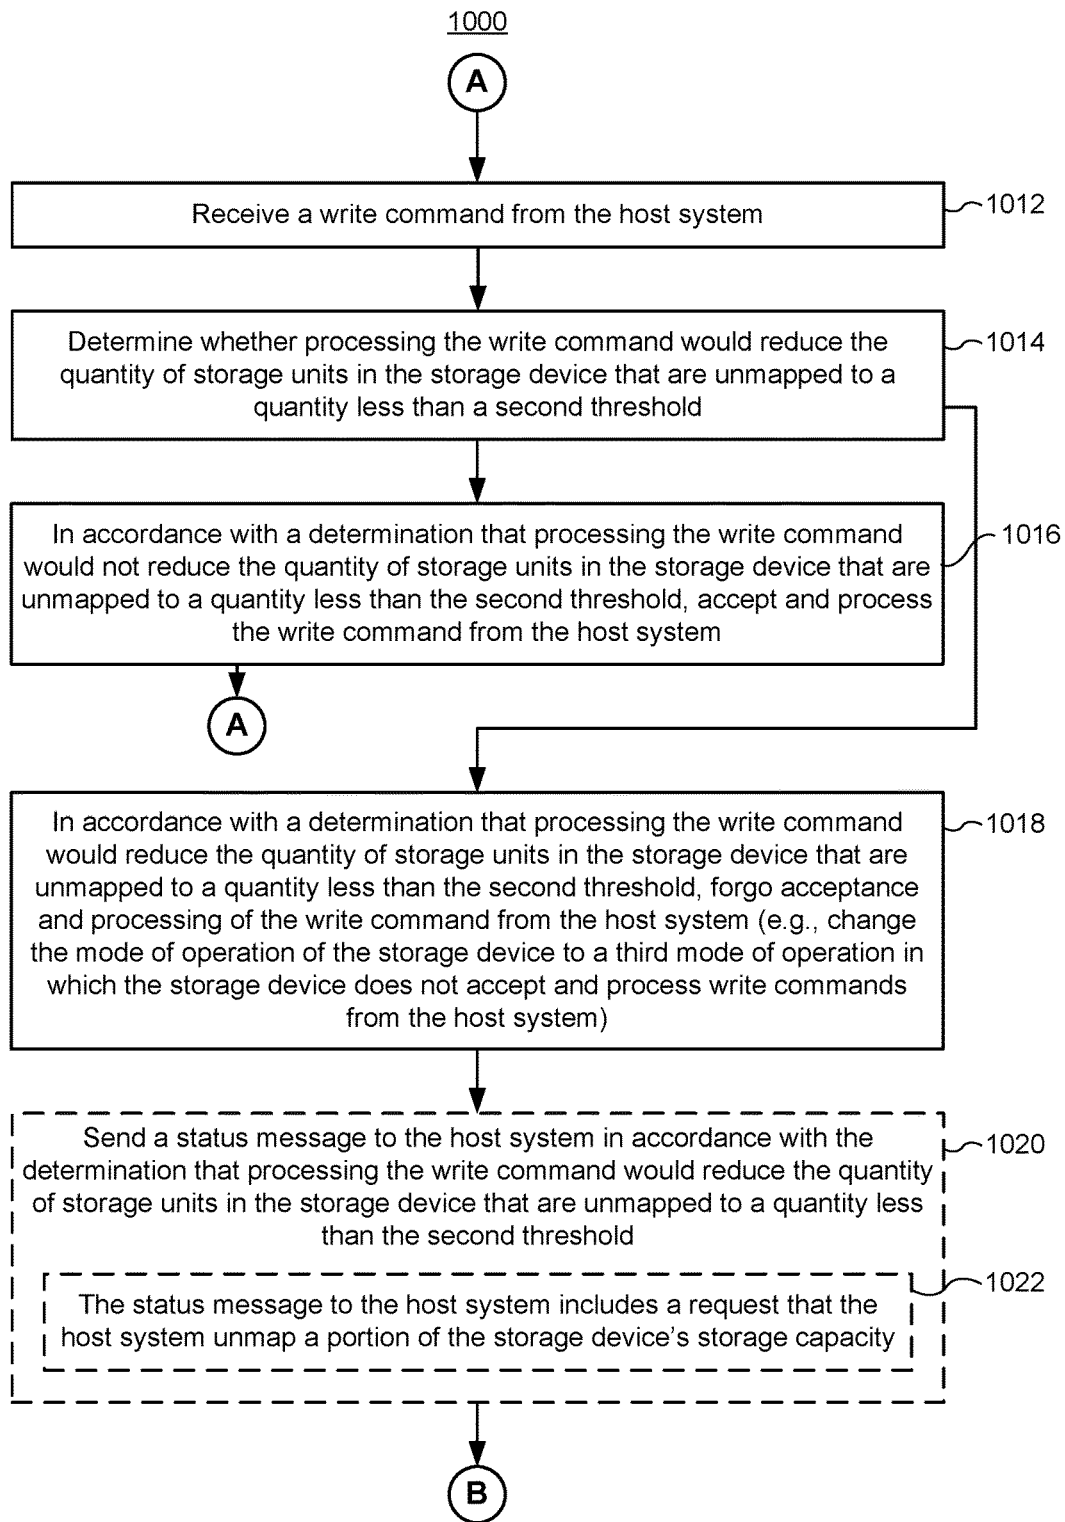 1000
A
Receive a write command from the host system
1012
Determine whether processing the write command would reduce the
quantity of storage units in the storage device that are unmapped to a
quantity less than a second threshold
1014
In accordance with a determination that processing the write command
would not reduce the quantity of storage units in the storage device that are
unmapped to a quantity less than the second threshold, accept and process
the write command from the host system
1016
A
In accordance with a determination that processing the write command
would reduce the quantity of storage units in the storage device that are
unmapped to a quantity less than the second threshold, forgo acceptance
and processing of the write command from the host system (e.g., change
the mode of operation of the storage device to a third mode of operation in
which the storage device does not accept and process write commands
from the host system)
1018
Send a status message to the host system in accordance with the
determination that processing the write command would reduce the quantity
of storage units in the storage device that are unmapped to a quantity less
than the second threshold
1020
The status message to the host system includes a request that the
host system unmap a portion of the storage device's storage capacity
1022
B